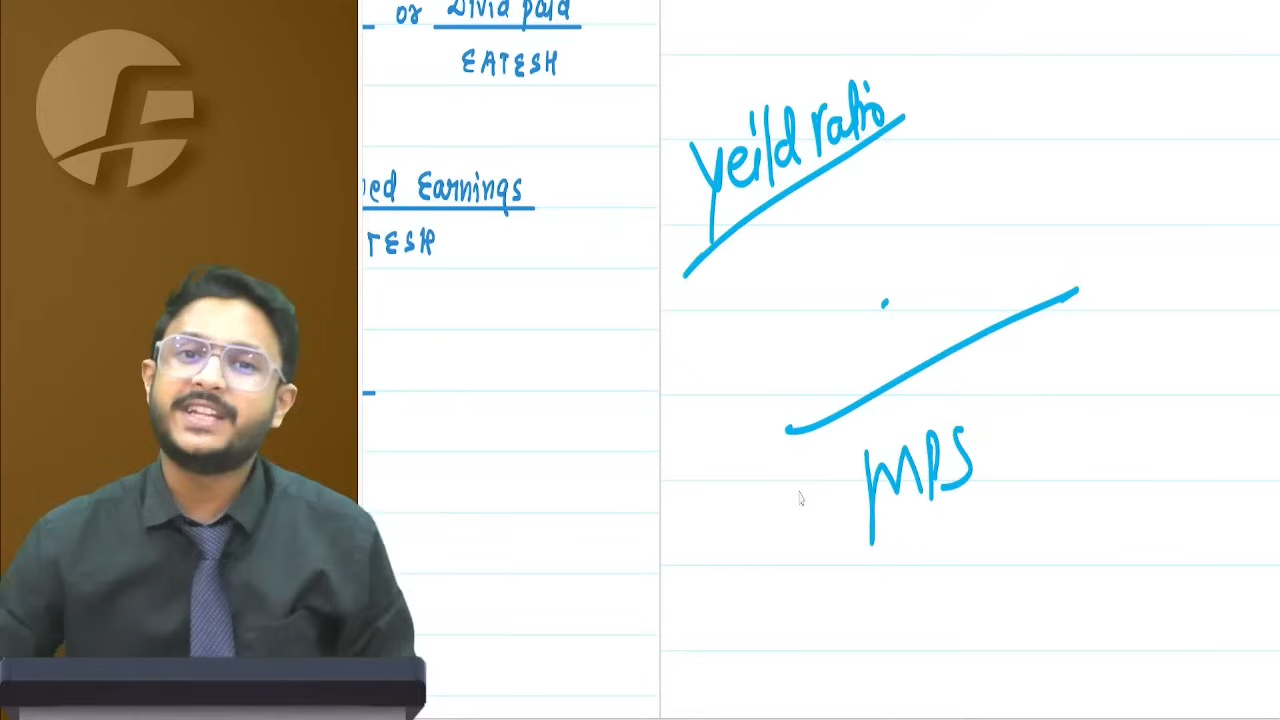 or Divid paid
EATESH
ed Earnings
TESH
Yeild ratio
MPS